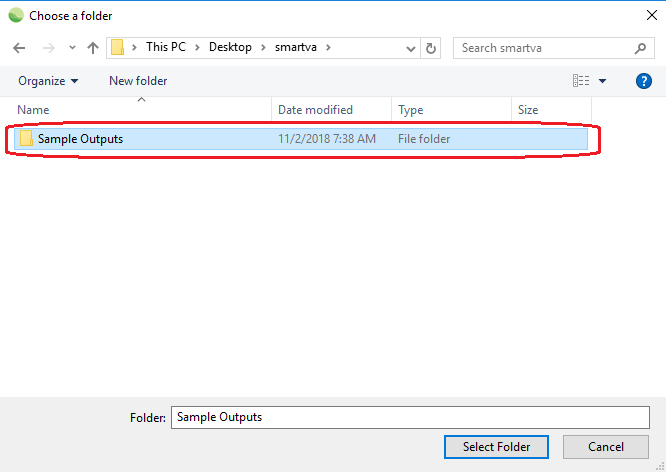 Choose a folder
This PC Desktop smartva Search smartva
Organize New folder ?
Name Date modified Type Size
Sample Outputs 11/2/2018 7:38 AM File folder
Folder: Sample Outputs
Select Folder Cancel